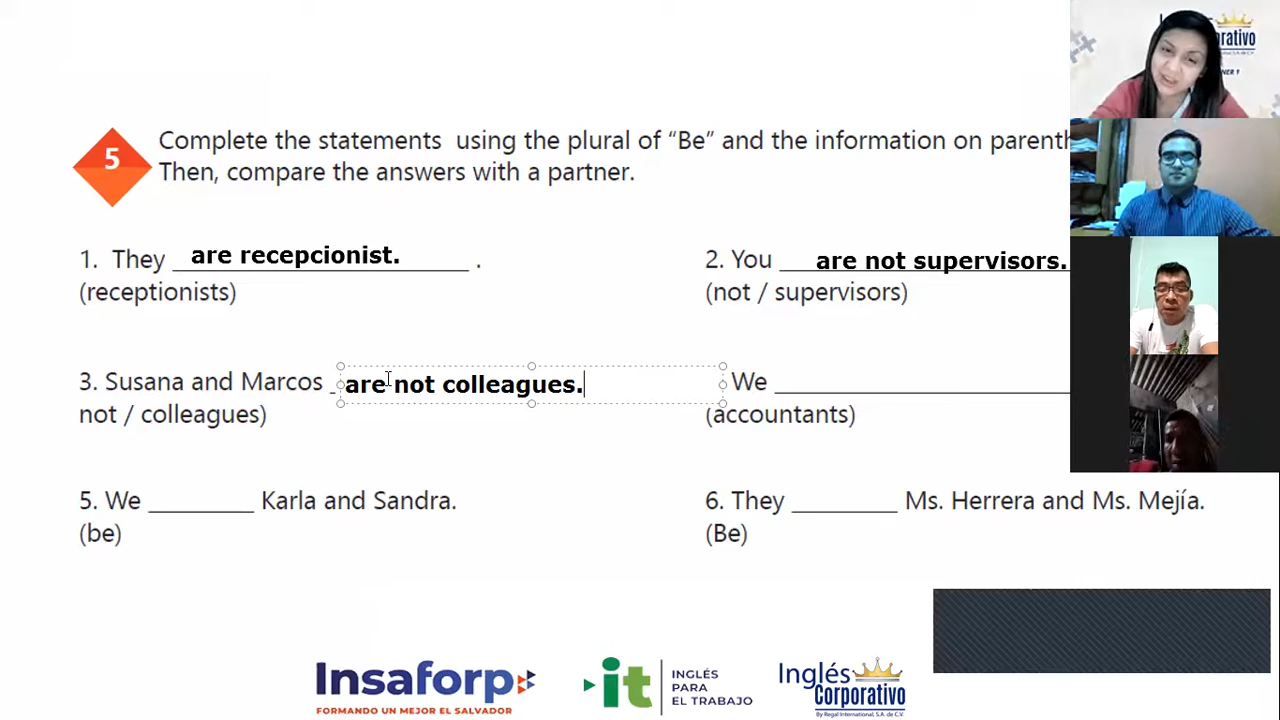 5
Complete the statements using the plural of “Be” and the information on parenth
Then, compare the answers with a partner.
1. They are recepcionist. .
(receptionists)
2. You are not supervisors.
(not / supervisors)
3. Susana and Marcos are not colleagues.
not / colleagues)
We
(accountants)
5. We ________ Karla and Sandra.
(be)
6. They ________ Ms. Herrera and Ms. Mejía.
(Be)
Insaforp
FORMANDO UN MEJOR EL SALVADOR
it
INGLÉS
PARA
EL TRABAJO
Inglés
Corporativo
By Regal International, S.A. de C.V.